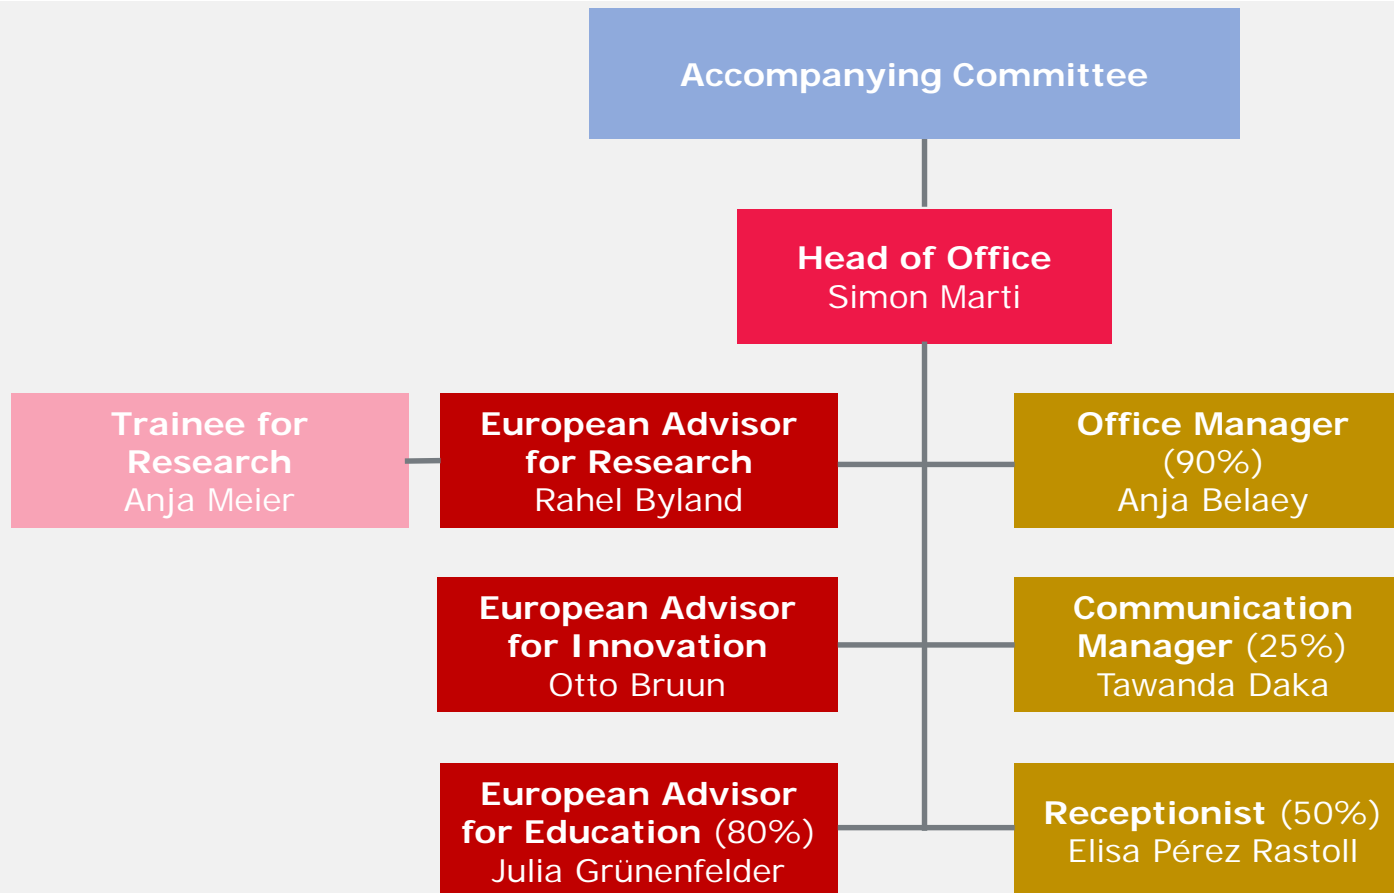 Accompanying Committee
Head of Office
Simon Marti
Trainee for
Research
Anja Meier
European Advisor
for Research
Rahel Byland
Office Manager
(90%)
Anja Belaey
European Advisor
for Innovation
Otto Bruun
Communication
Manager (25%)
Tawanda Daka
European Advisor
for Education (80%)
Julia Grünenfelder
Receptionist (50%)
Elisa Pérez Rastoll